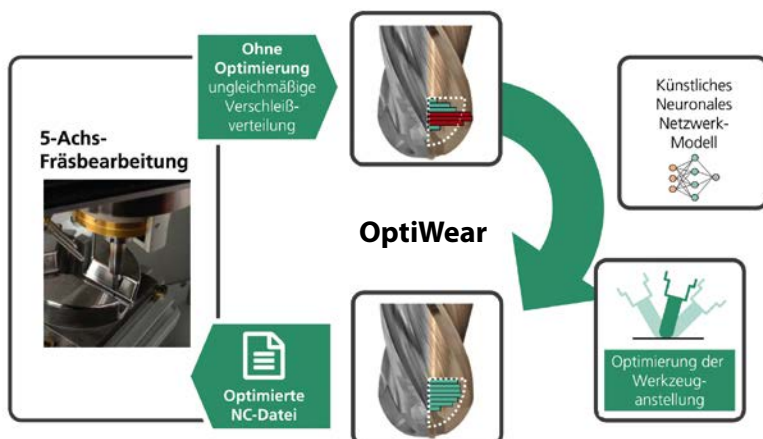 5-Achs-
Fräsbearbeitung
Ohne
Optimierung
ungleichmäßige
Verschleiß-
verteilung
Künstliches
Neuronales
Netzwerk-
Modell
OptiWear
Optimierung der
Werkzeug-
anstellung
Optimierte
NC-Datei